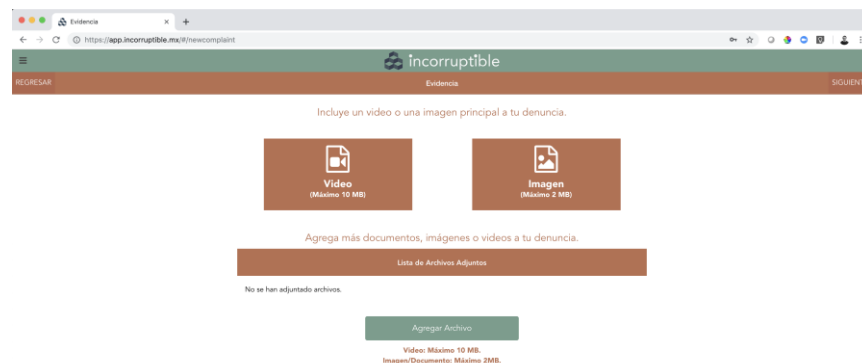 Evidencia
https://app.incorruptible.mx/#/newcomplaint
incorruptible
REGRESAR Evidencia SIGUIENT
Incluye un video o una imagen principal a tu denuncia.
Video Imagen
(Máximo 10 MB) (Máximo 2 MB)
Agrega más documentos, imágenes o videos a tu denuncia.
Lista de Archivos Adjuntos
No se han adjuntado archivos.
Agregar Archivo
Video: Máximo 10 MB.
Imagen/Documento: Máximo 2MB.